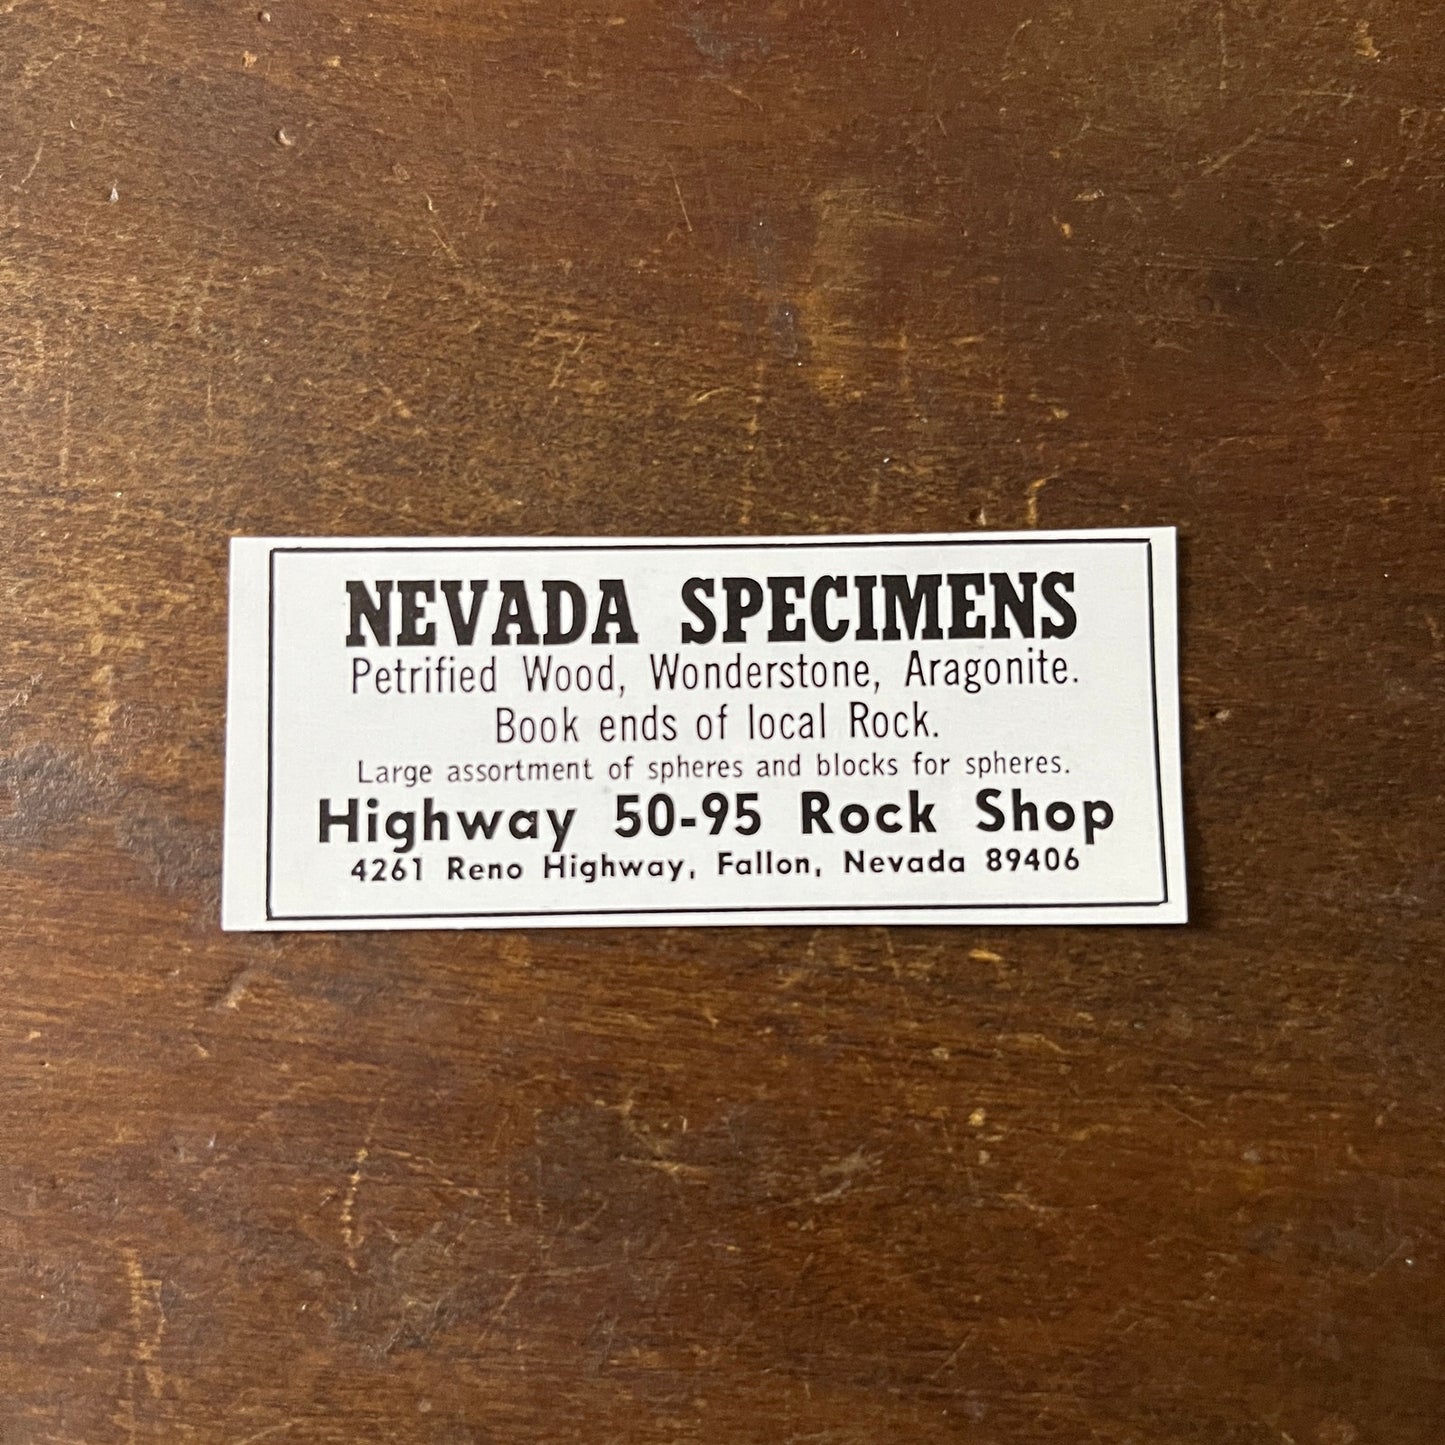 NEVADA SPECIMENS
Petrified Wood, Wonderstone, Aragonite.
Book ends of local Rock.
Large assortment of spheres and blocks for spheres.
Highway 50-95 Rock Shop
4261 Reno Highway, Fallon, Nevada 89406